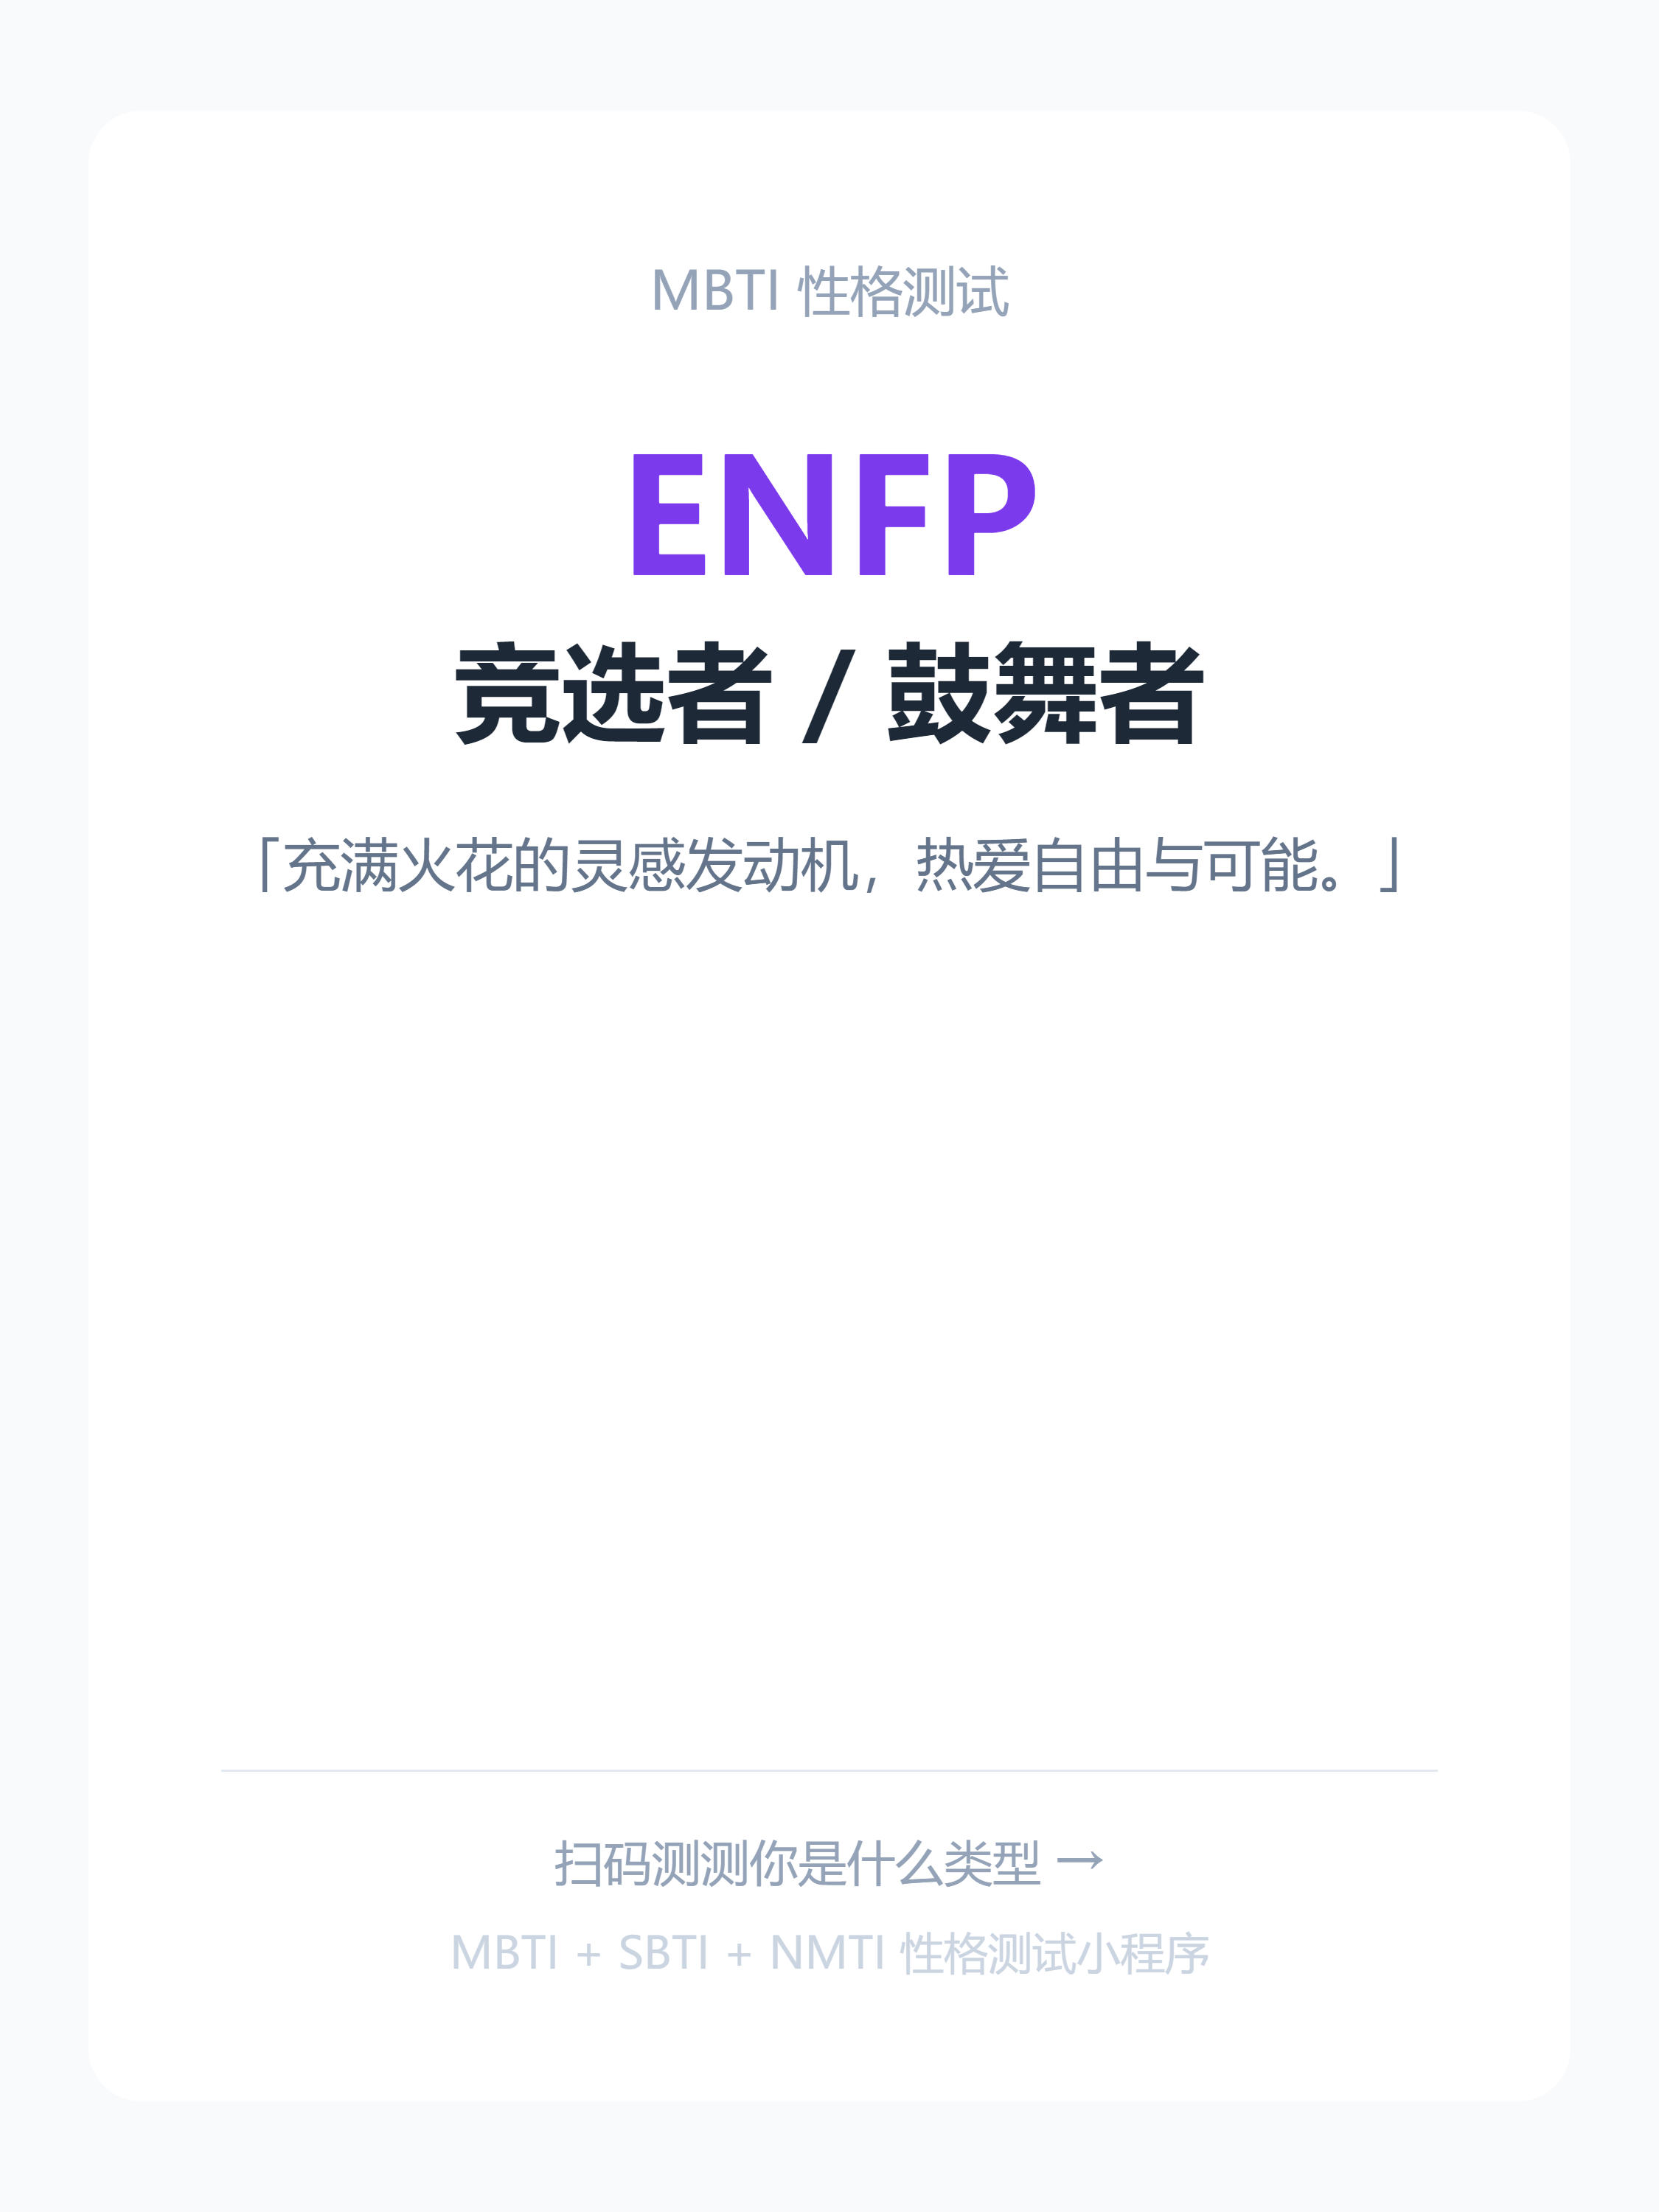 MBTI 性格测试
ENFP
竞选者 / 鼓舞者
「充满火花的灵感发动机，热爱自由与可能。」
扫码测测你是什么类型 →
MBTI + SBTI + NMTI 性格测试小程序